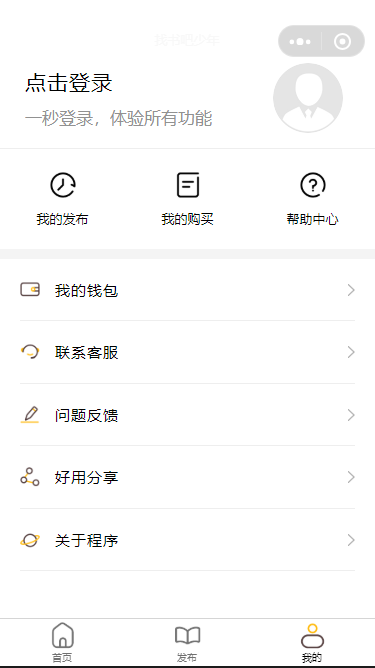 点击登录
一秒登录，体验所有功能
我的发布
我的购买
帮助中心
我的钱包
联系客服
问题反馈
好用分享
关于程序
首页
发布
我的